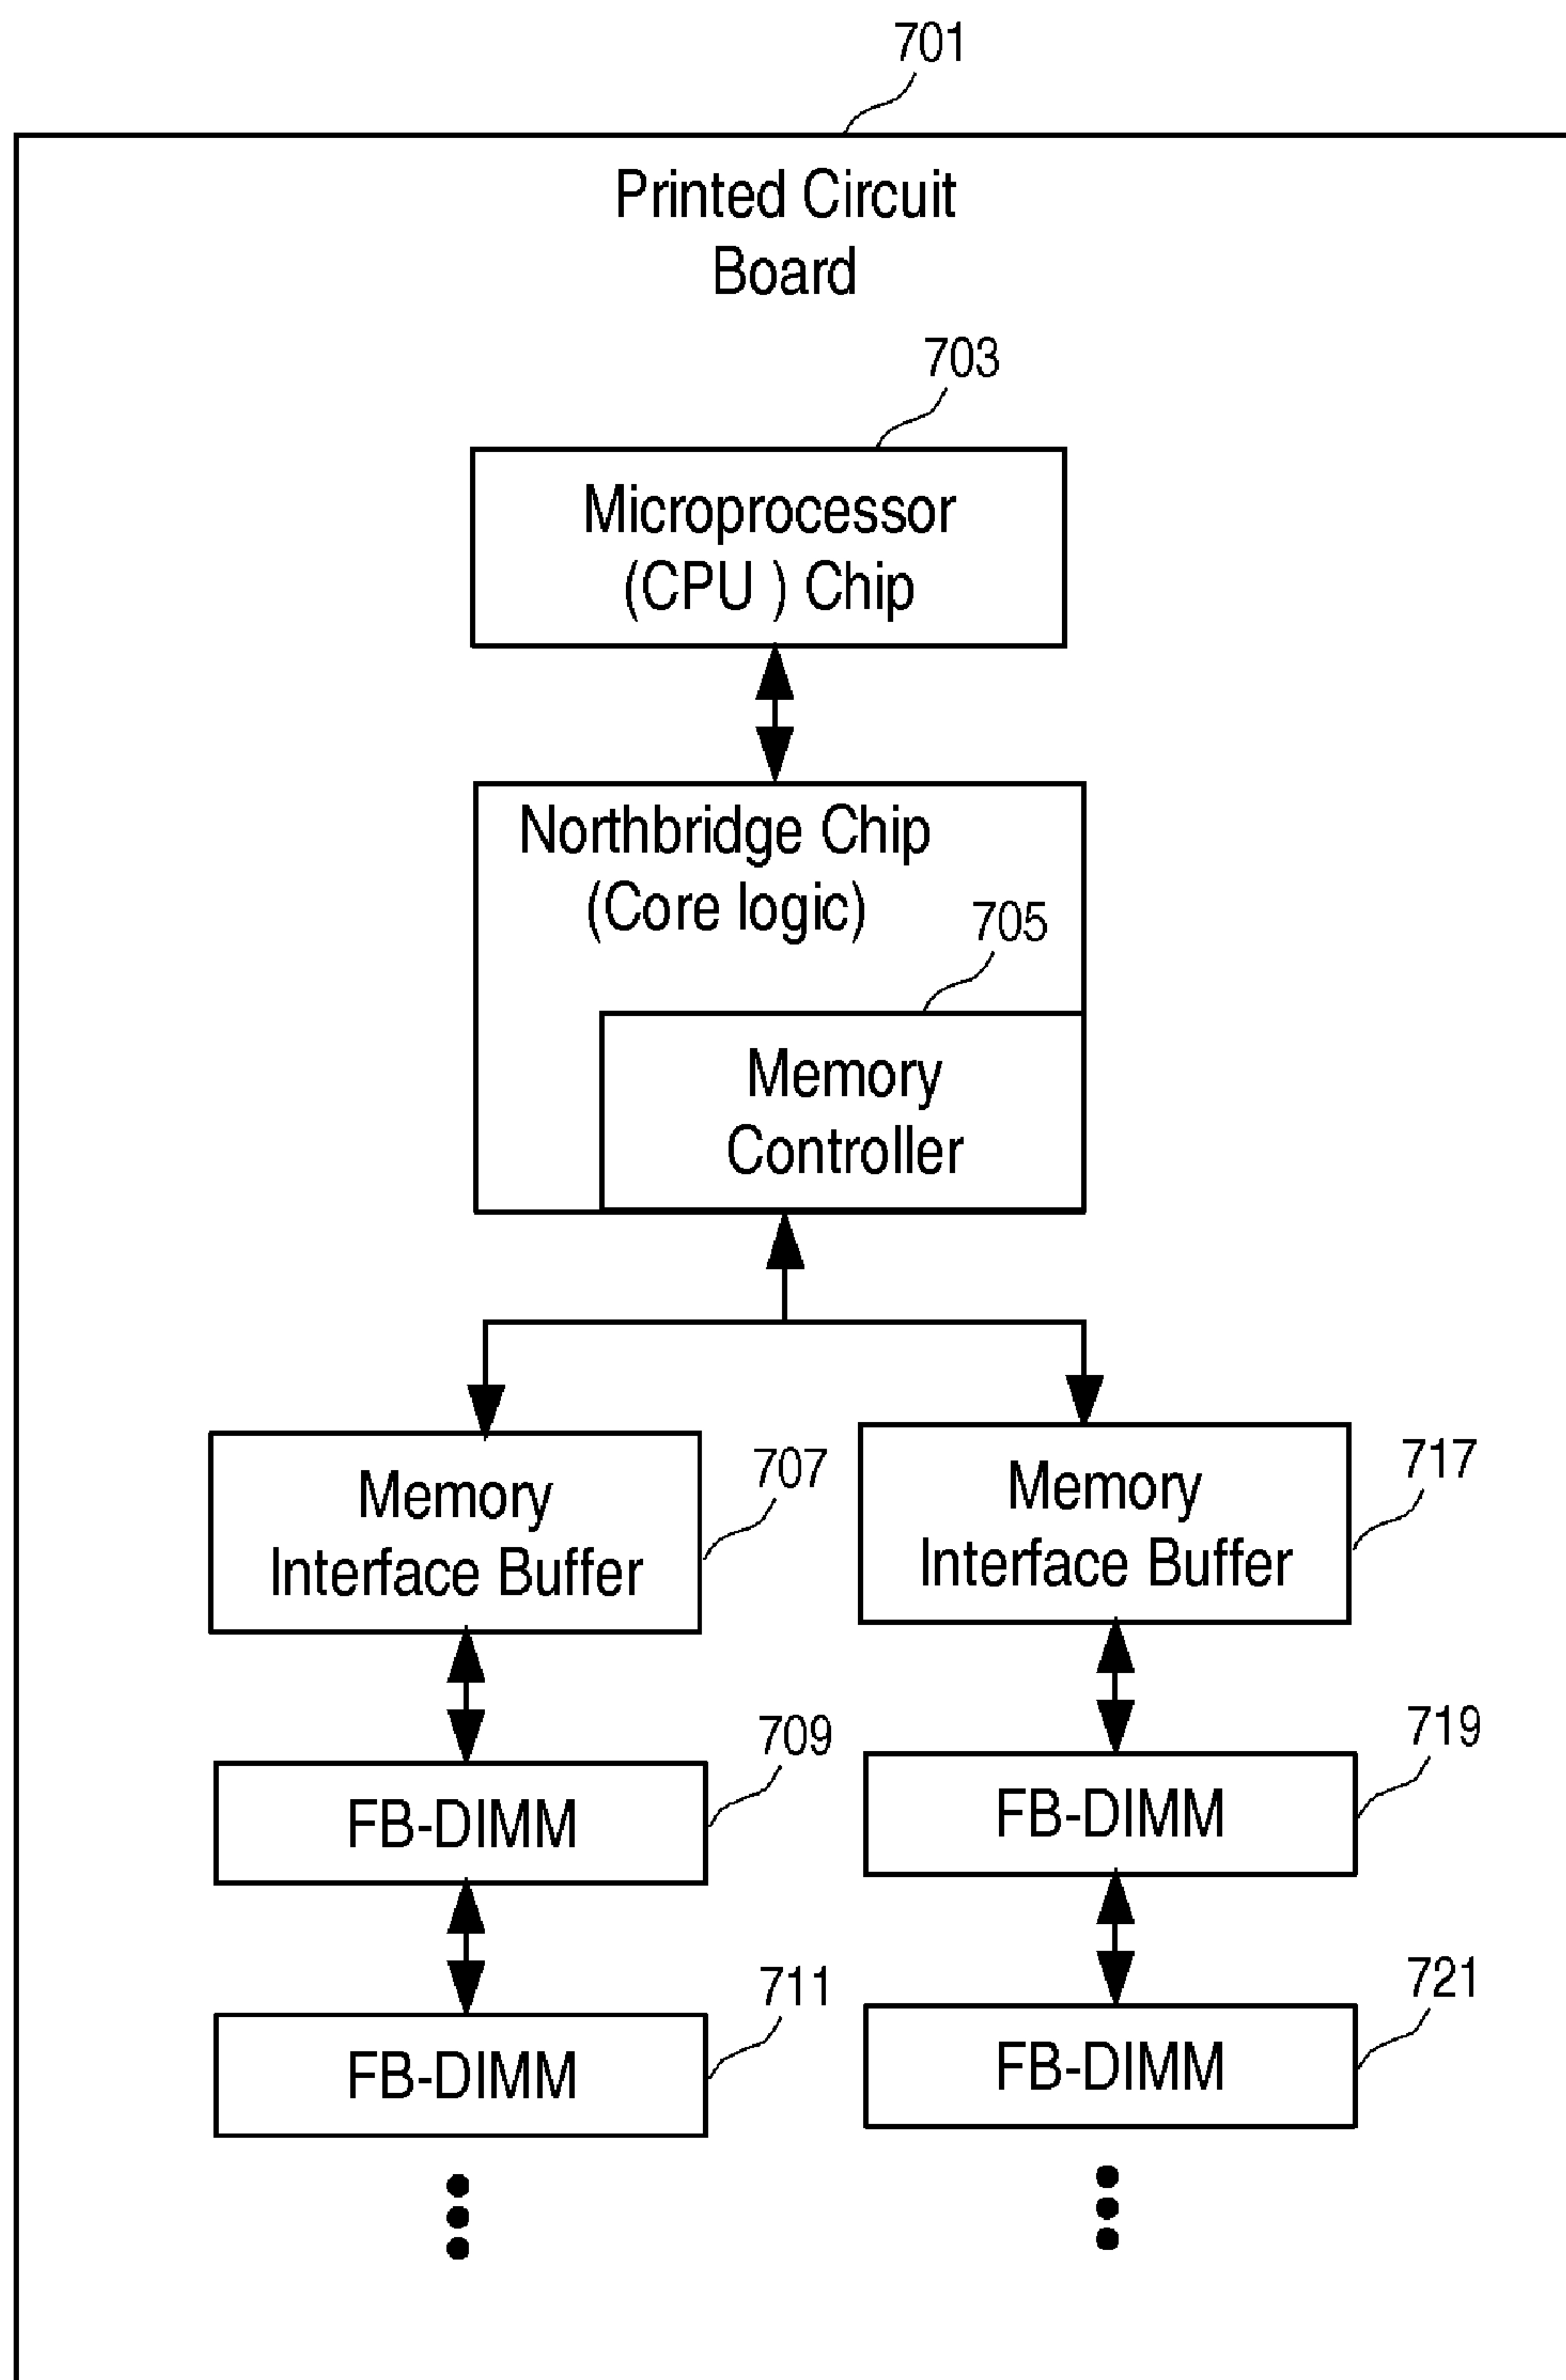 701
Printed Circuit
Board
703
Microprocessor
(CPU ) Chip
Northbridge Chip
(Core logic)
705
Memory
Controller
Memory
Interface Buffer
707
Memory
Interface Buffer
717
FB-DIMM
709
FB-DIMM
719
FB-DIMM
711
FB-DIMM
721